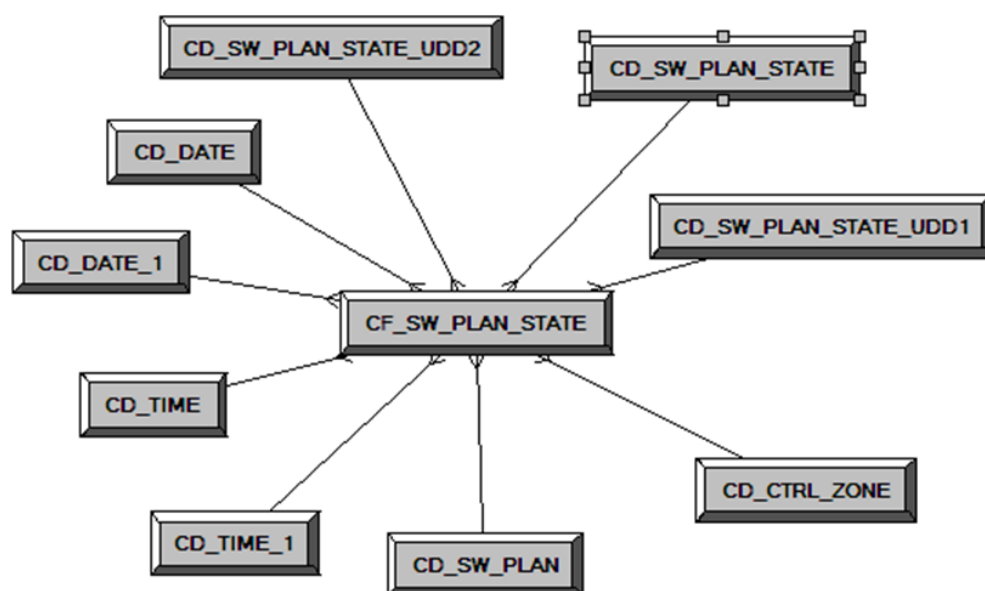 CD_SW_PLAN_STATE_UDD2
CD_SW_PLAN_STATE
CD_DATE
CD_SW_PLAN_STATE_UDD1
CD_DATE_1
CF_SW_PLAN_STATE
CD_TIME
CD_CTRL_ZONE
CD_TIME_1
CD_SW_PLAN